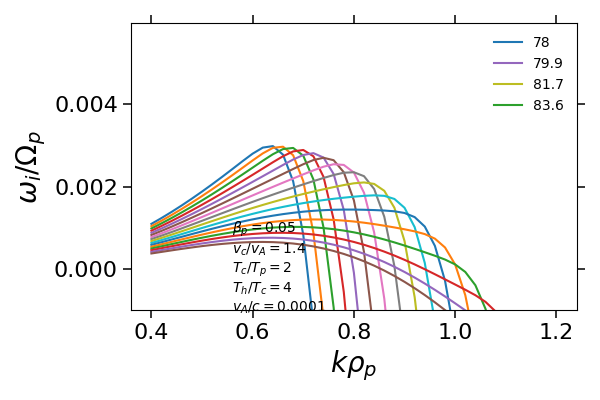 78
79.9
81.7
83.6
0.004
0.002
0.000
ω_i/Ω_p
β_p = 0.05
v_c/v_A = 1.4
T_c/T_p = 2
T_h/T_c = 4
v_A/c = 0.0001
0.4 0.6 0.8 1.0 1.2
kρ_p